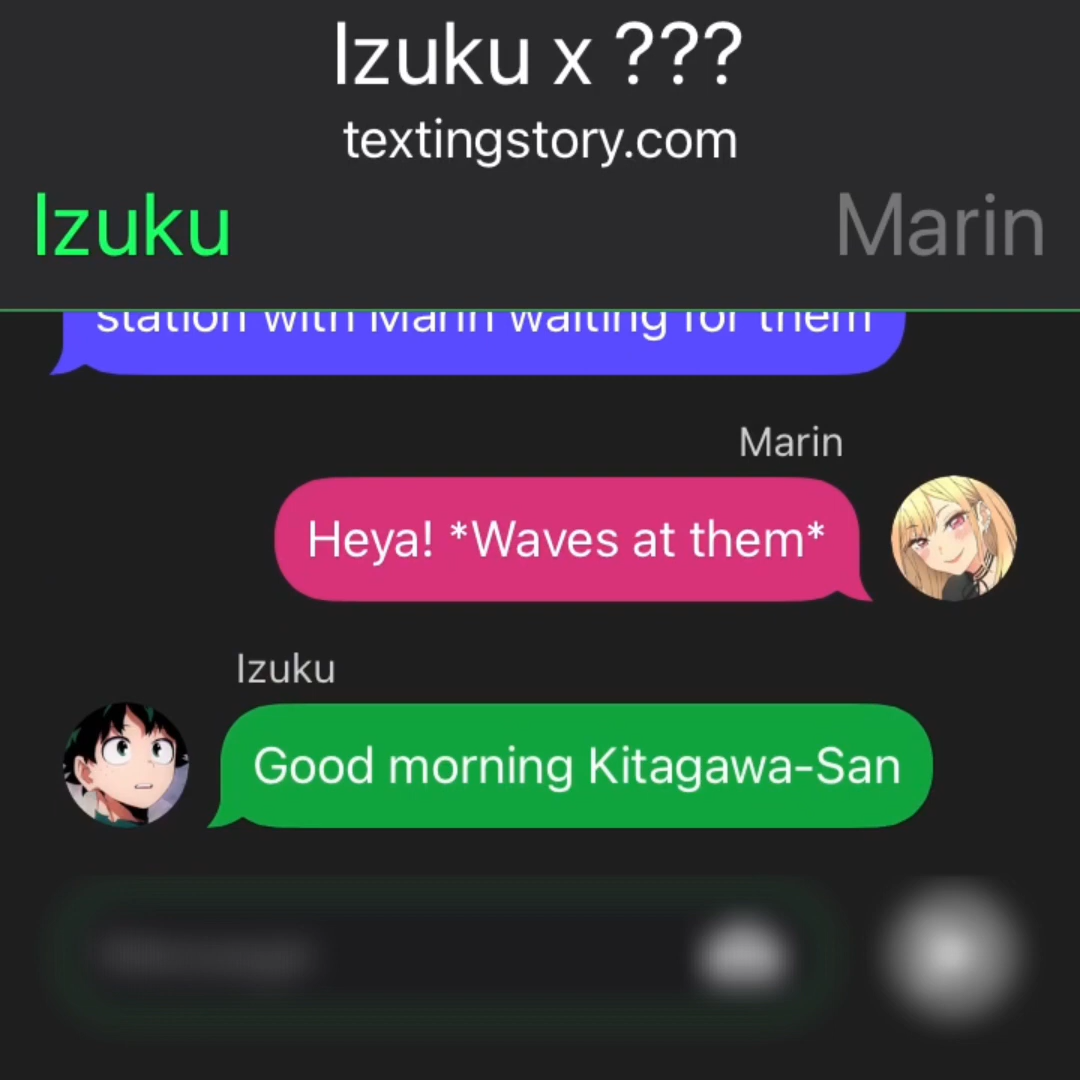 Izuku x ???
textingstory.com
Izuku
Marin
station with Marin waiting for them
Marin
Heya! *Waves at them*
Izuku
Good morning Kitagawa-San